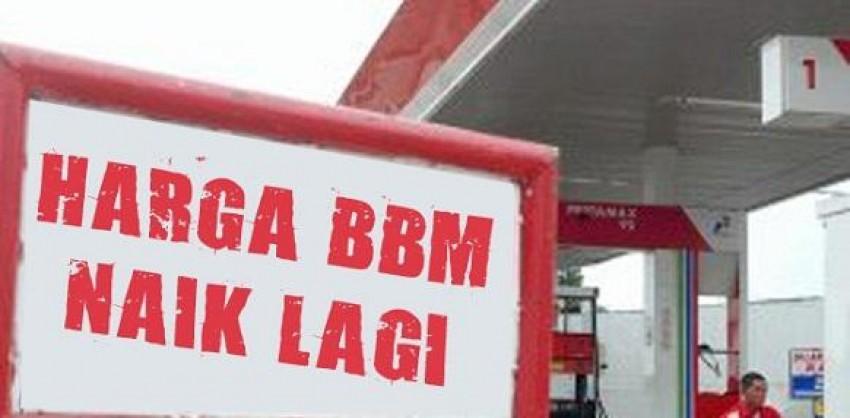 HARGA BBM
NAIK LAGI
1
PERTAMAX